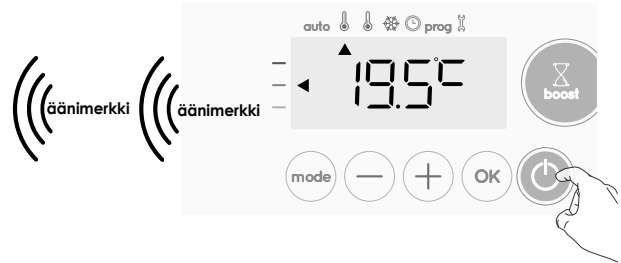 auto prog
19.5°C
boost
äänimerkki äänimerkki
mode OK